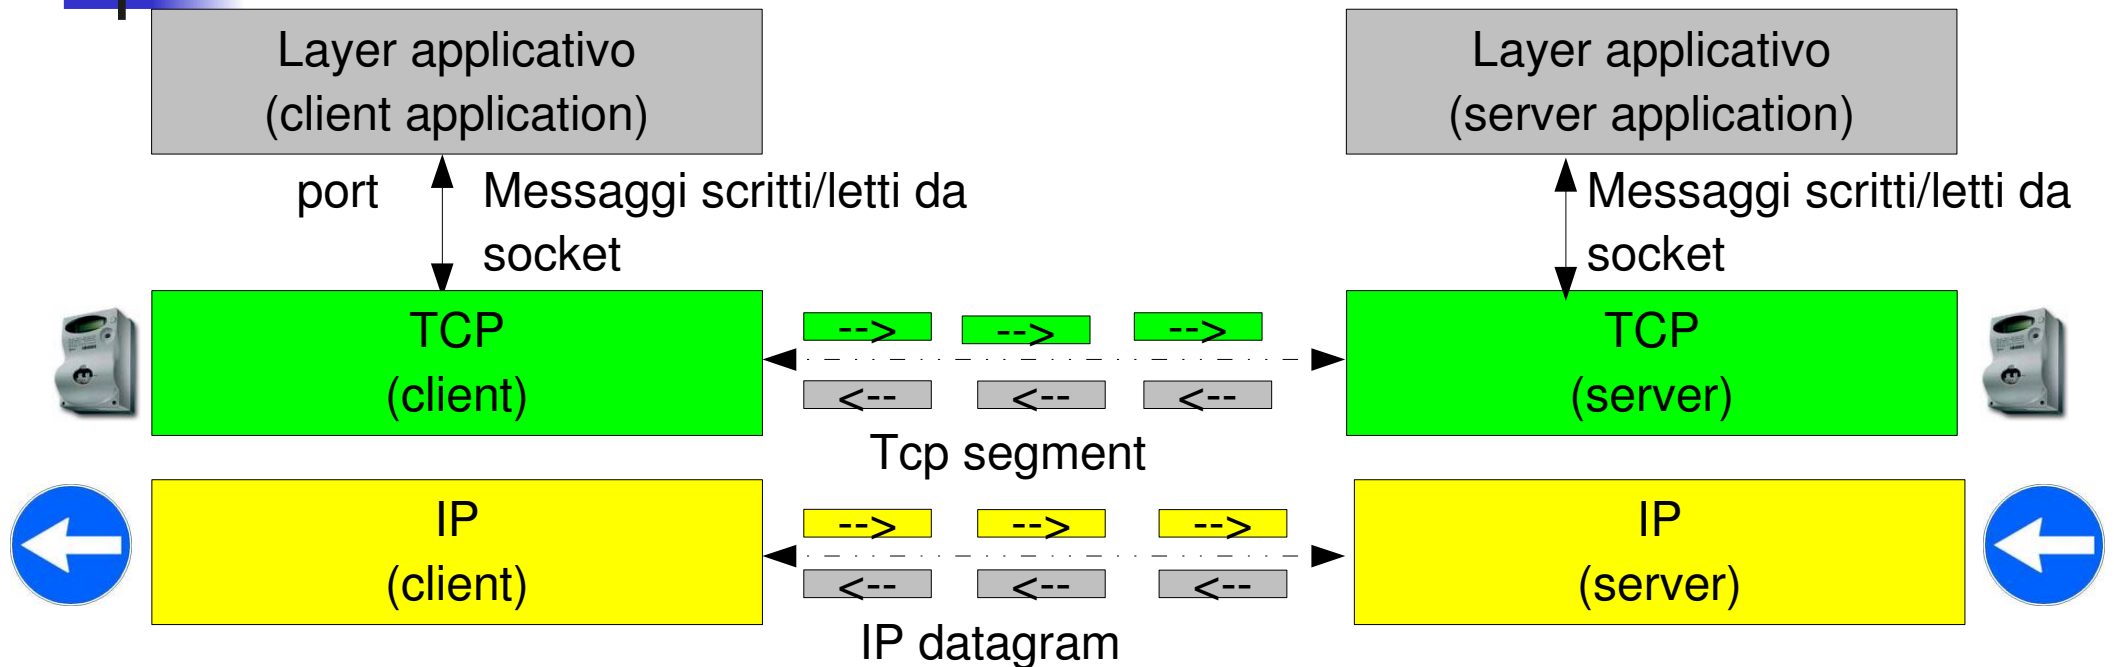 Layer applicativo
(client application)
Layer applicativo
(server application)
port
Messaggi scritti/letti da
socket
Messaggi scritti/letti da
socket
TCP
(client)
--> --> -->
<-- <-- <--
Tcp segment
TCP
(server)
IP
(client)
--> --> -->
<-- <-- <--
IP datagram
IP
(server)